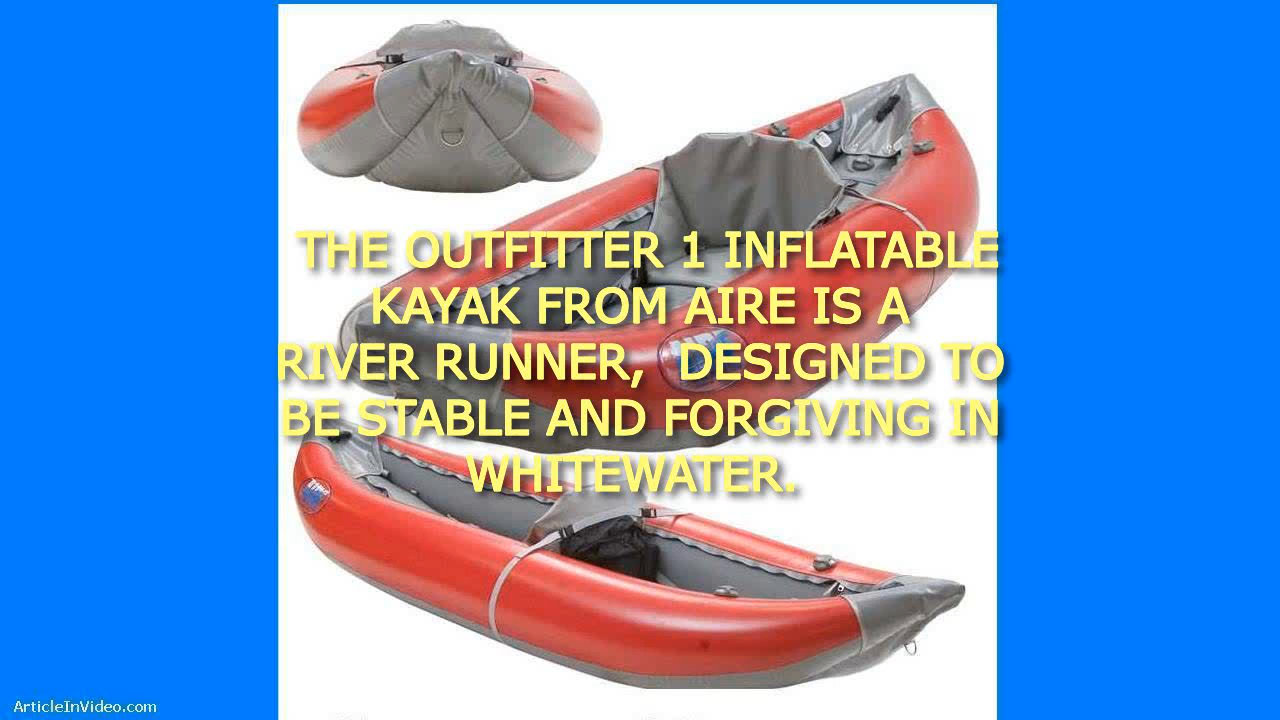 THE OUTFITTER 1 INFLATABLE
KAYAK FROM AIRE IS A
RIVER RUNNER, DESIGNED TO
BE STABLE AND FORGIVING IN
WHITEWATER.
ArticleInVideo.com